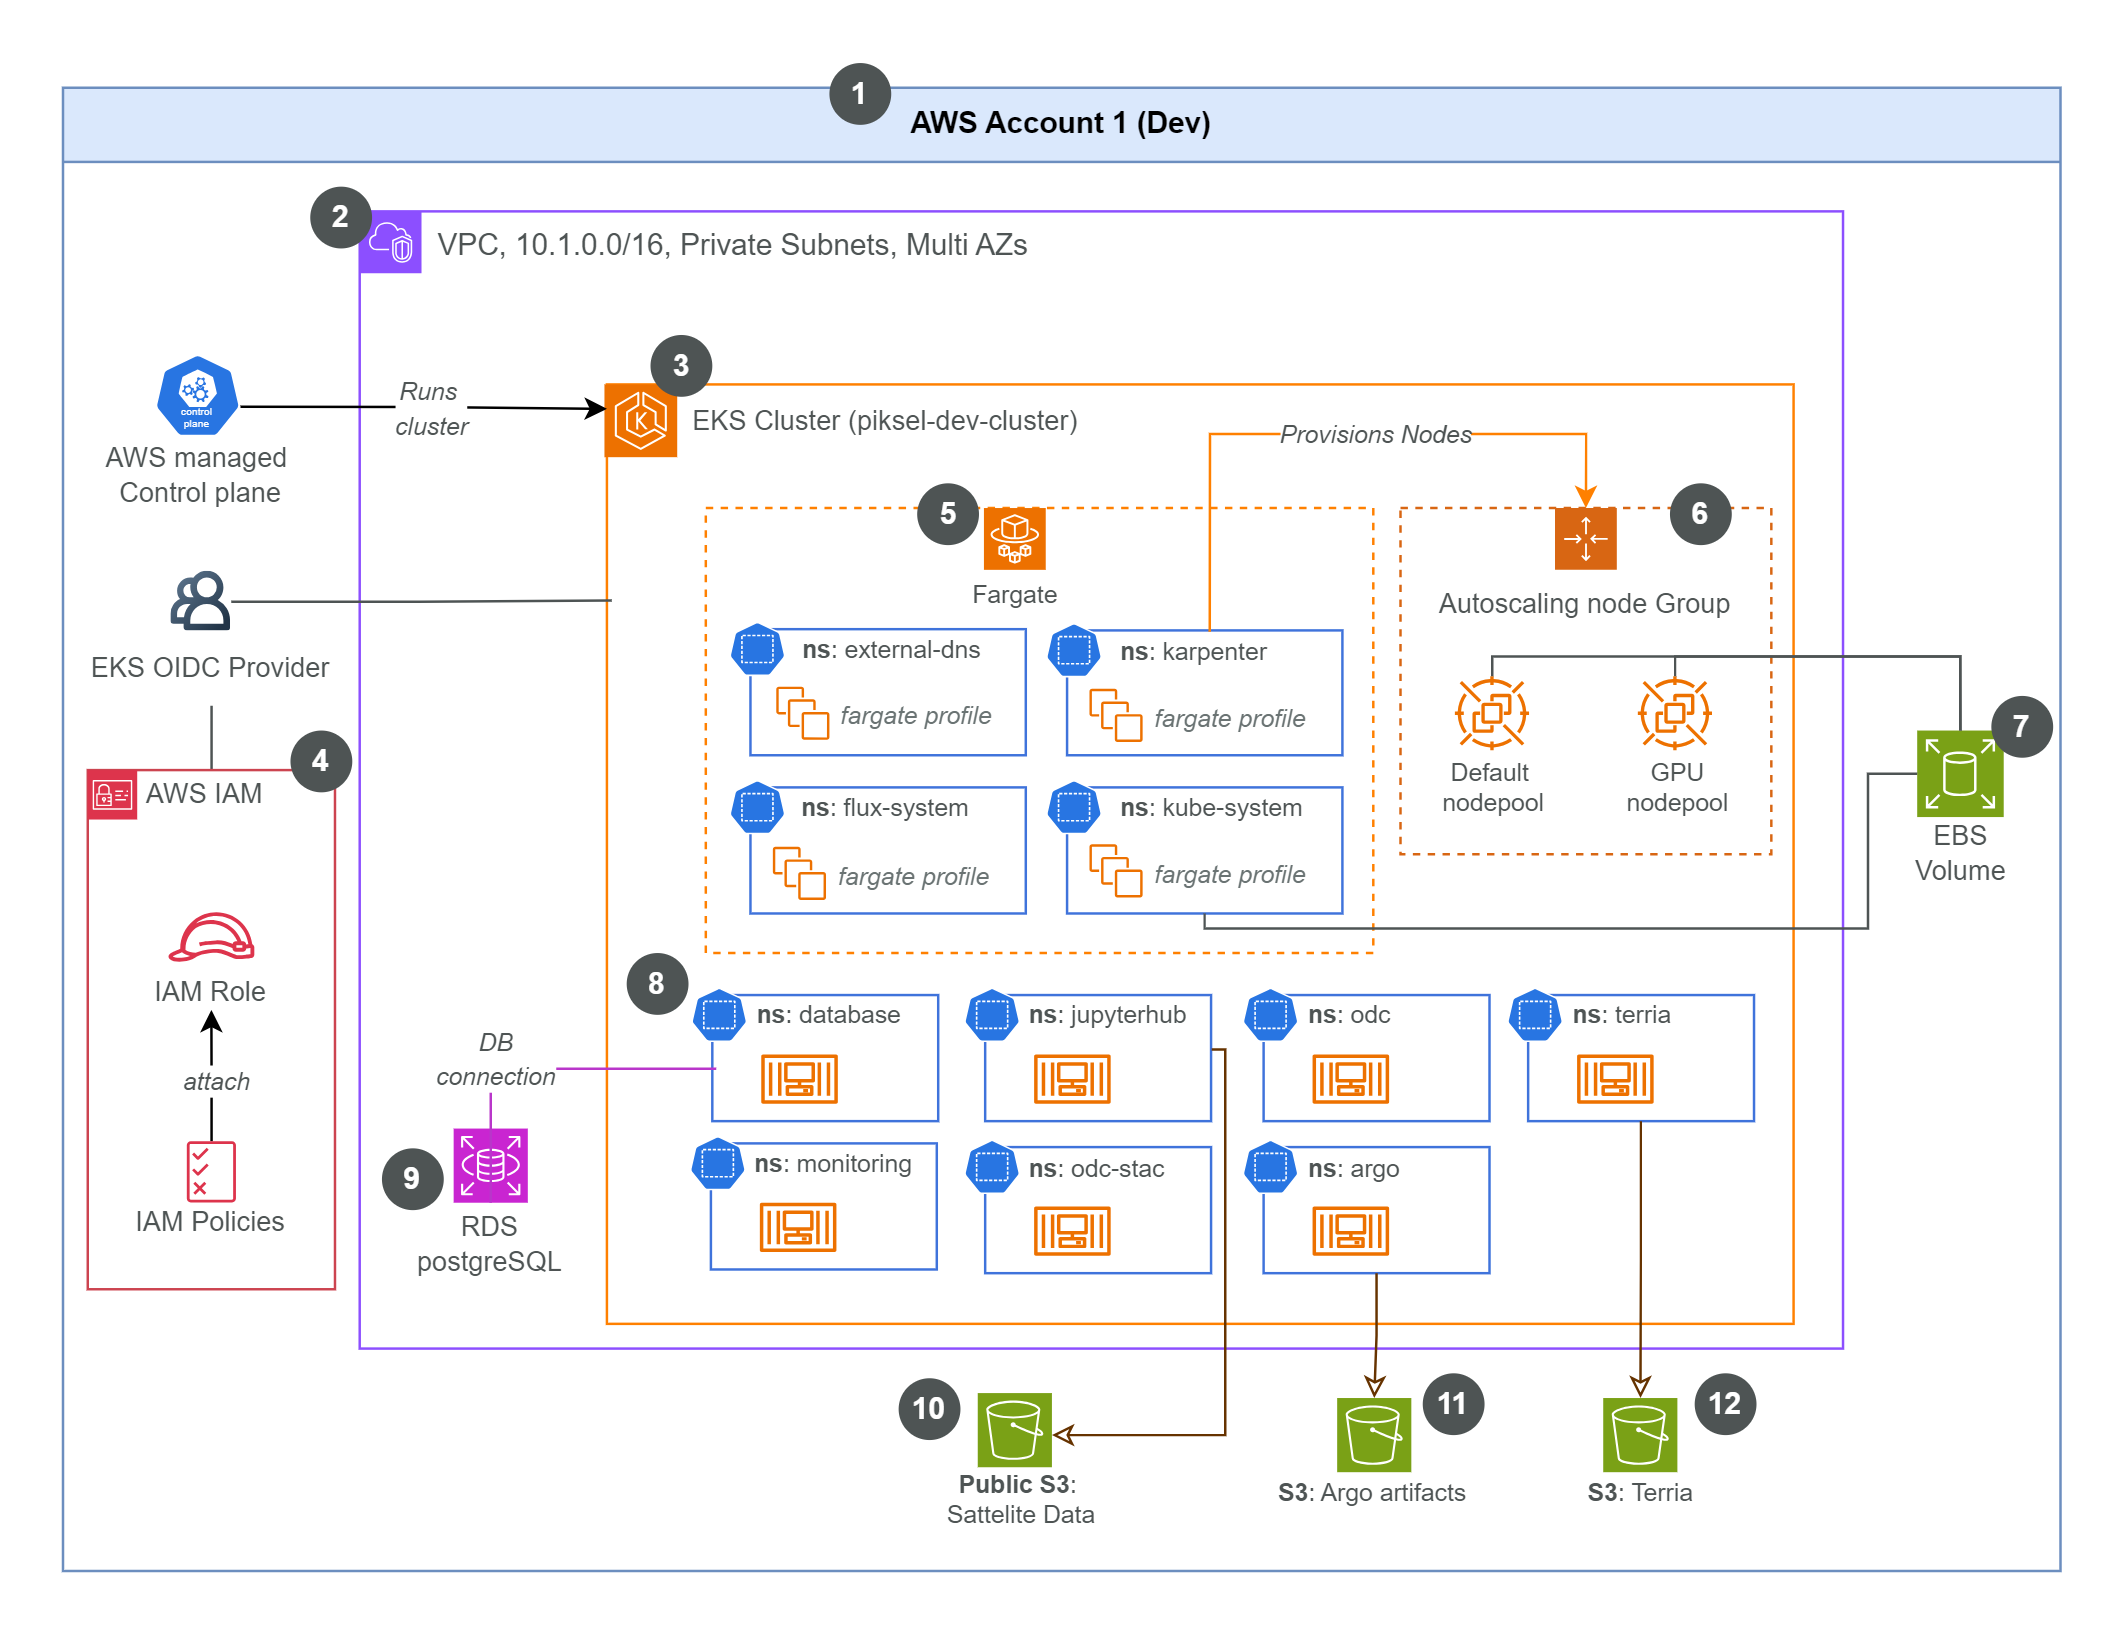 1
AWS Account 1 (Dev)
2
VPC, 10.1.0.0/16, Private Subnets, Multi AZs
3
EKS Cluster (piksel-dev-cluster)
control
plane
AWS managed
Control plane
Runs
cluster
Provisions Nodes
EKS OIDC Provider
4
AWS IAM
IAM Role
attach
IAM Policies
5
Fargate
ns: external-dns
fargate profile
ns: karpenter
fargate profile
ns: flux-system
fargate profile
ns: kube-system
fargate profile
6
Autoscaling node Group
Default
nodepool
GPU
nodepool
7
EBS
Volume
8
ns: database
ns: jupyterhub
ns: odc
ns: terria
ns: monitoring
ns: odc-stac
ns: argo
DB
connection
9
RDS
postgreSQL
10
Public S3:
Sattelite Data
11
S3: Argo artifacts
12
S3: Terria